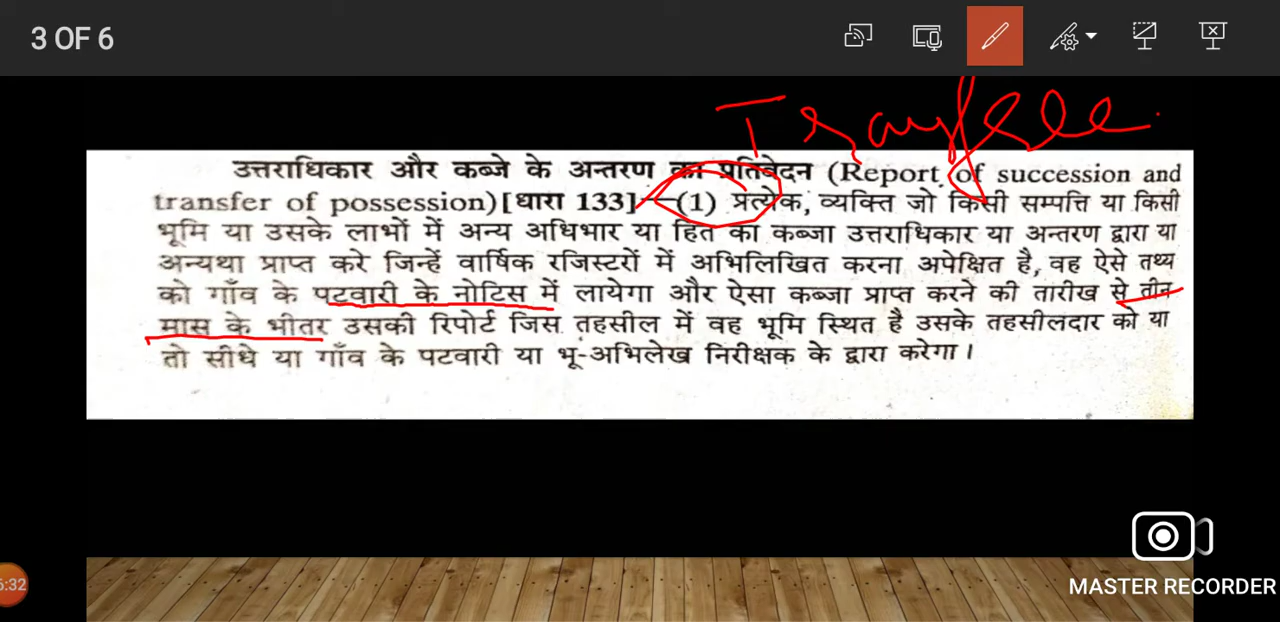 3 OF 6
Transfree
उत्तराधिकार और कब्जे के अन्तरण का प्रतिवेदन (Report of succession and
transfer of possession) [धारा 133]—(1) प्रत्येक, व्यक्ति जो किसी सम्पत्ति या किसी
भूमि या उसके लाभों में अन्य अधिभार या हित का कब्जा उत्तराधिकार या अन्तरण द्वारा या
अन्यथा प्राप्त करे जिन्हें वार्षिक रजिस्टरों में अभिलिखित करना अपेक्षित है, वह ऐसे तथ्य
को गाँव के पटवारी के नोटिस में लायेगा और ऐसा कब्जा प्राप्त करने की तारीख से तीन
मास के भीतर उसकी रिपोर्ट जिस तहसील में वह भूमि स्थित है उसके तहसीलदार को या
तो सीधे या गाँव के पटवारी या भू-अभिलेख निरीक्षक के द्वारा करेगा।
6:32
MASTER RECORDER